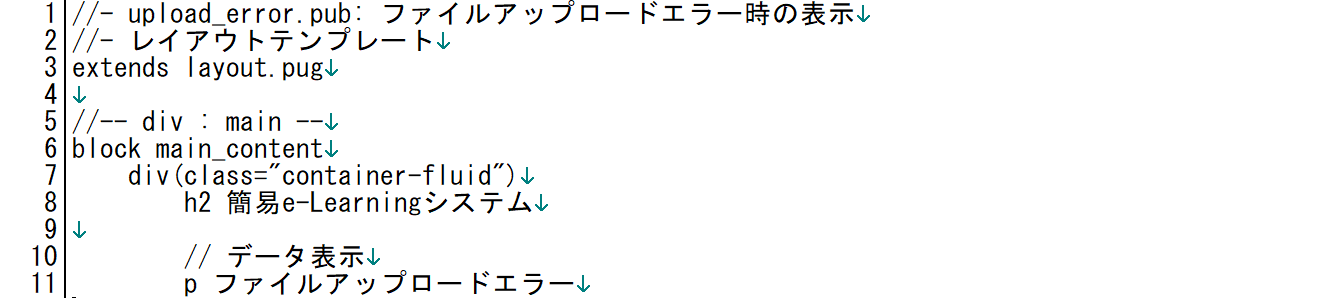 1 //- upload_error.pub: ファイルアップロードエラー時の表示↓
2 //- レイアウトテンプレート↓
3 extends layout.pug↓
4 ↓
5 //-- div : main --↓
6 block main_content↓
7     div(class="container-fluid")↓
8         h2 簡易e-Learningシステム↓
9 ↓
10         // データ表示↓
11         p ファイルアップロードエラー↓